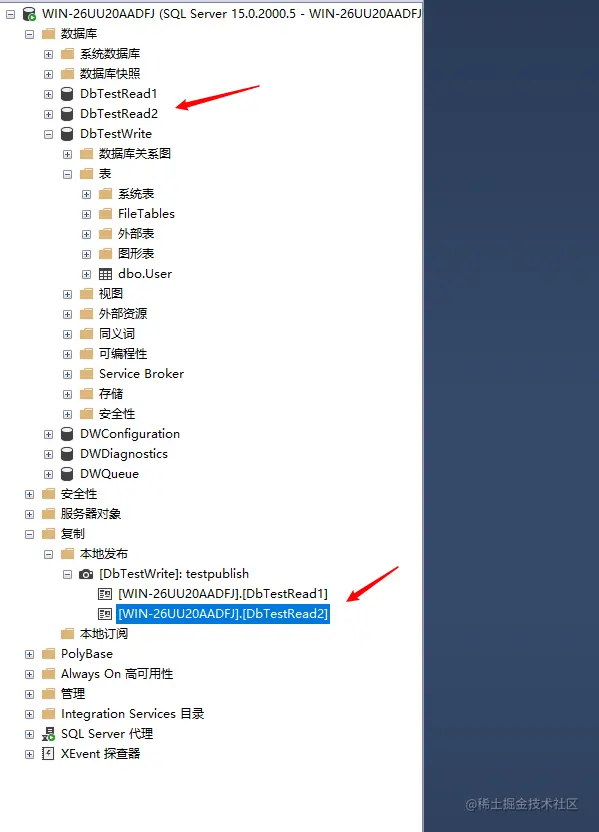 WIN-26UU20AADFJ (SQL Server 15.0.2000.5 - WIN-26UU20AADFJ
数据库
系统数据库
数据库快照
DbTestRead1
DbTestRead2
DbTestWrite
数据库关系图
表
系统表
FileTables
外部表
图形表
dbo.User
视图
外部资源
同义词
可编程性
Service Broker
存储
安全性
DWConfiguration
DWDiagnostics
DWQueue
安全性
服务器对象
复制
本地发布
[DbTestWrite]: testpublish
[WIN-26UU20AADFJ].[DbTestRead1]
[WIN-26UU20AADFJ].[DbTestRead2]
本地订阅
PolyBase
Always On 高可用性
管理
Integration Services 目录
SQL Server 代理
XEvent 探查器
@稀土掘金技术社区